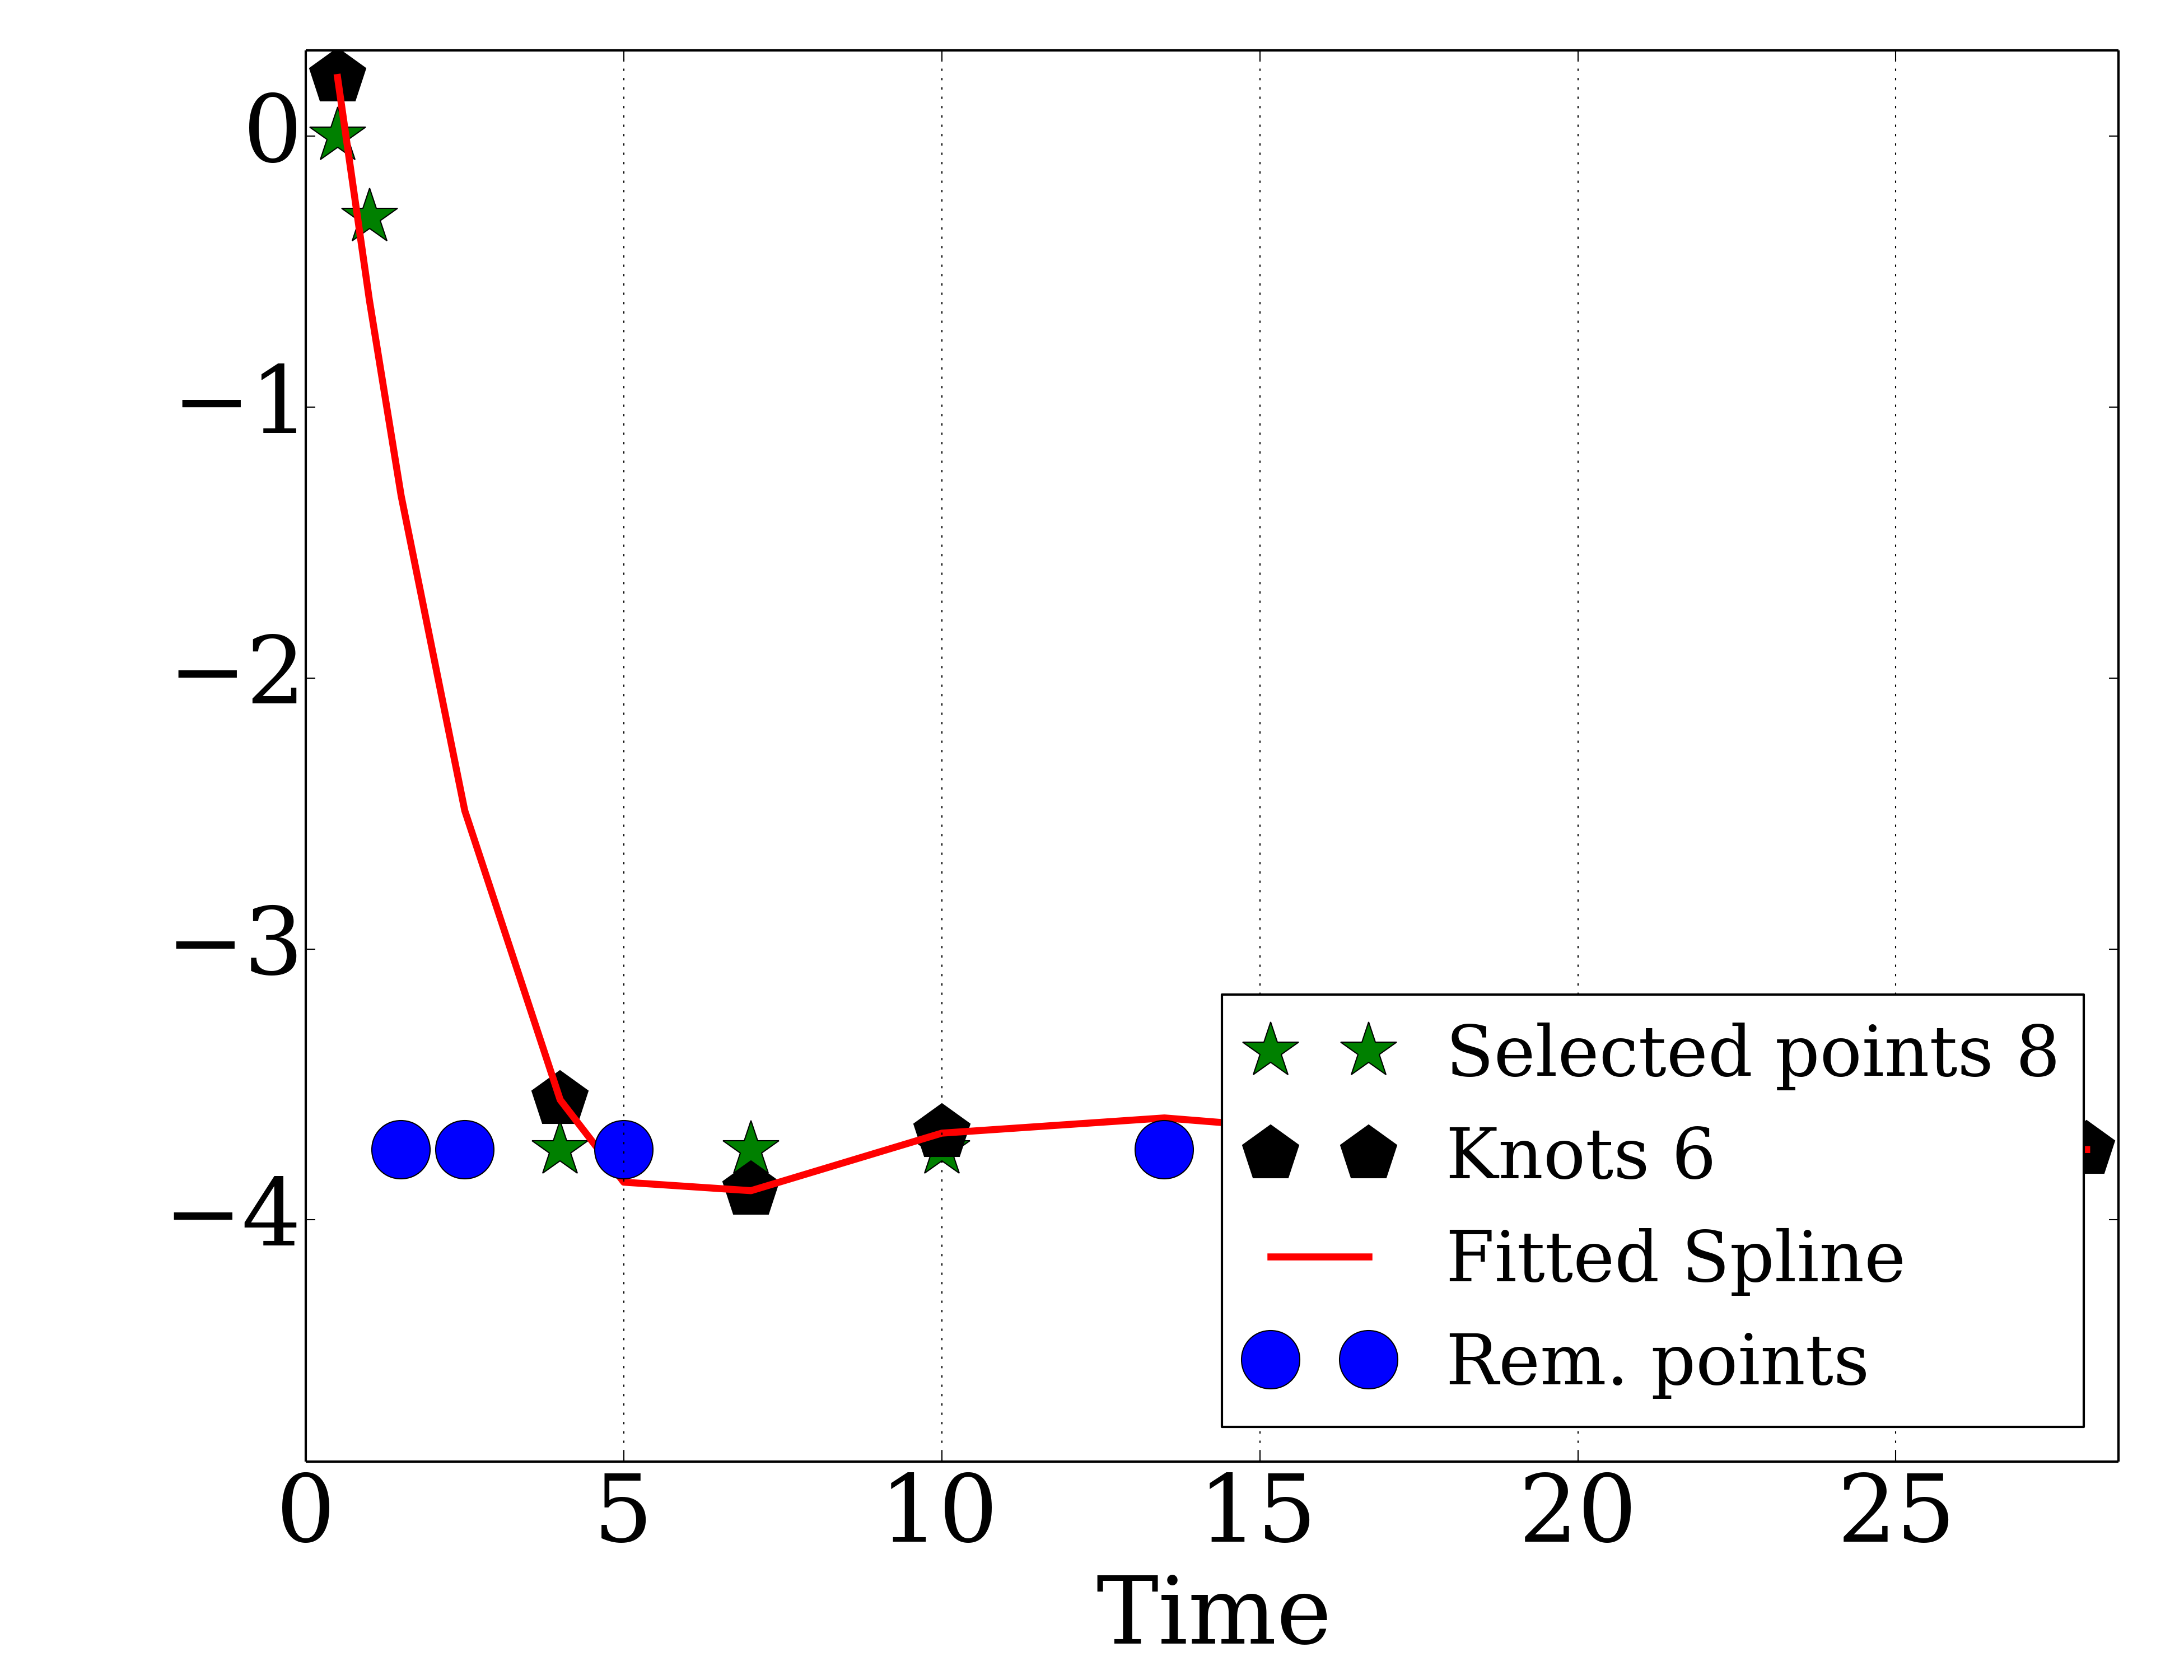 0
−1
−2
−3
−4
Selected points 8
Knots 6
Fitted Spline
Rem. points
0 5 10 15 20 25
Time